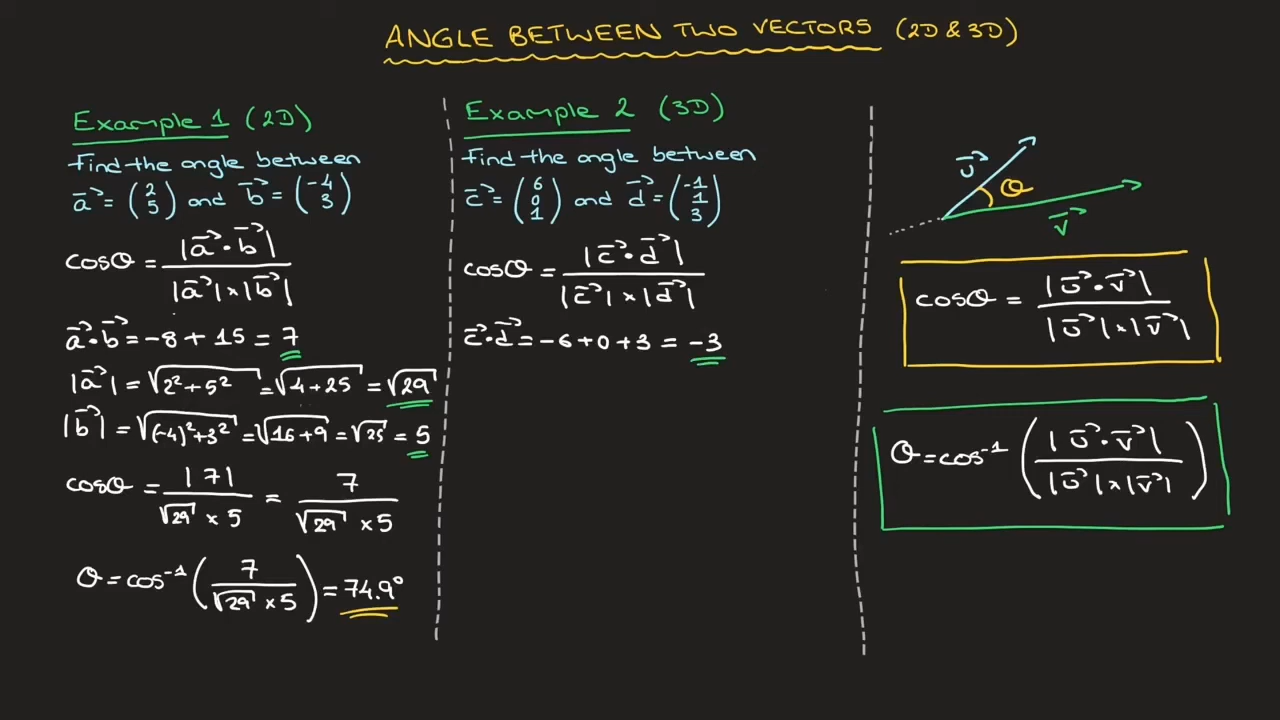 ANGLE BETWEEN TWO VECTORS (2D & 3D)
Example 1 (2D)
Find the angle between
a⃗ = (2 5) and b⃗ = (-4 3)
cosθ = |a⃗ · b⃗| / |a⃗| × |b⃗|
a⃗ · b⃗ = -8 + 15 = 7
|a⃗| = √(2² + 5²) = √(4 + 25) = √29
|b⃗| = √((-4)² + 3²) = √(16 + 9) = √25 = 5
cosθ = |7| / √29 × 5 = 7 / √29 × 5
θ = cos⁻¹ (7 / √29 × 5) = 74.9°
Example 2 (3D)
Find the angle between
c⃗ = (6 0 1) and d⃗ = (-1 1 3)
cosθ = |c⃗ · d⃗| / |c⃗| × |d⃗|
c⃗ · d⃗ = -6 + 0 + 3 = -3
u⃗
θ
v⃗
cosθ = |u⃗ · v⃗| / |u⃗| × |v⃗|
θ = cos⁻¹ (|u⃗ · v⃗| / |u⃗| × |v⃗|)